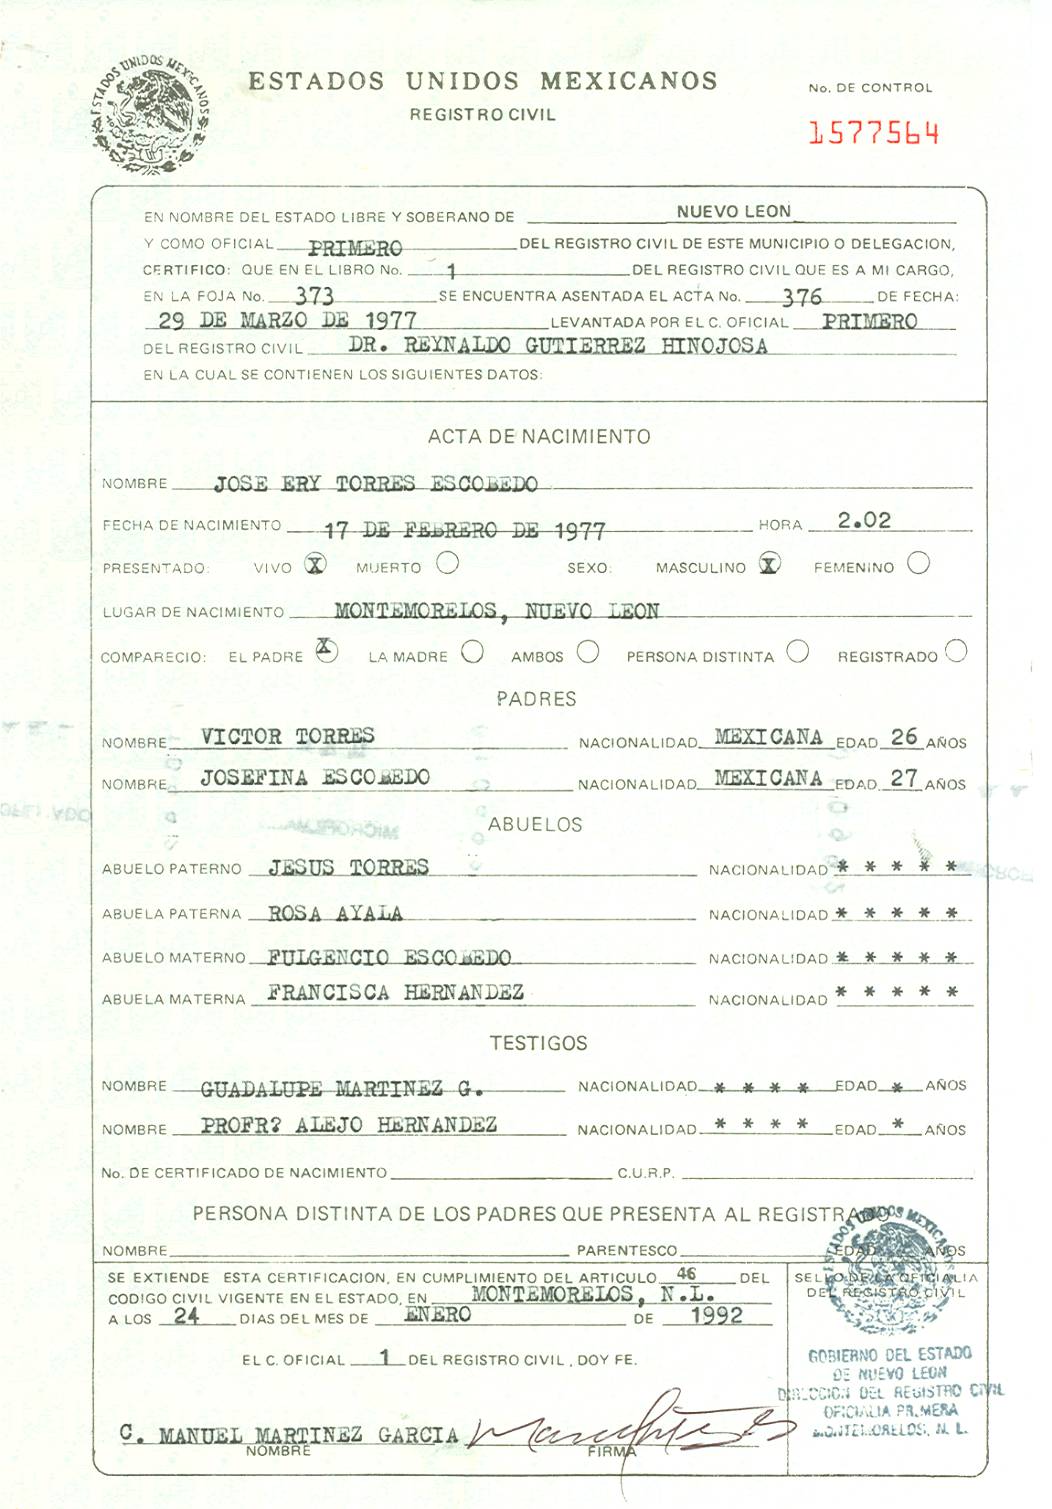 ESTADOS UNIDOS MEXICANOS
ESTADOS UNIDOS MEXICANOS
REGISTRO CIVIL
No. DE CONTROL
1577564
EN NOMBRE DEL ESTADO LIBRE Y SOBERANO DE NUEVO LEON
Y COMO OFICIAL PRIMERO DEL REGISTRO CIVIL DE ESTE MUNICIPIO O DELEGACION,
CERTIFICO: QUE EN EL LIBRO No. 1 DEL REGISTRO CIVIL QUE ES A MI CARGO,
EN LA FOJA No. 373 SE ENCUENTRA ASENTADA EL ACTA No. 376 DE FECHA:
29 DE MARZO DE 1977 LEVANTADA POR EL C. OFICIAL PRIMERO
DEL REGISTRO CIVIL DR. REYNALDO GUTIERREZ HINOJOSA
EN LA CUAL SE CONTIENEN LOS SIGUIENTES DATOS:
ACTA DE NACIMIENTO
NOMBRE JOSE ERY TORRES ESCOBEDO
FECHA DE NACIMIENTO 17 DE FEBRERO DE 1977 HORA 2.02
PRESENTADO: VIVO X MUERTO SEXO: MASCULINO X FEMENINO
LUGAR DE NACIMIENTO MONTEMORELOS, NUEVO LEON
COMPARECIO: EL PADRE X LA MADRE AMBOS PERSONA DISTINTA REGISTRADO
PADRES
NOMBRE VICTOR TORRES NACIONALIDAD MEXICANA EDAD 26 AÑOS
NOMBRE JOSEFINA ESCOBEDO NACIONALIDAD MEXICANA EDAD 27 AÑOS
ABUELOS
ABUELO PATERNO JESUS TORRES NACIONALIDAD * * * * *
ABUELA PATERNA ROSA AYALA NACIONALIDAD * * * * *
ABUELO MATERNO FULGENCIO ESCOBEDO NACIONALIDAD * * * * *
ABUELA MATERNA FRANCISCA HERNANDEZ NACIONALIDAD * * * * *
TESTIGOS
NOMBRE GUADALUPE MARTINEZ G. NACIONALIDAD * * * * EDAD * AÑOS
NOMBRE PROFR? ALEJO HERNANDEZ NACIONALIDAD * * * * EDAD * AÑOS
No. DE CERTIFICADO DE NACIMIENTO C.U.R.P.
PERSONA DISTINTA DE LOS PADRES QUE PRESENTA AL REGISTRADO
NOMBRE PARENTESCO EDAD AÑOS
SE EXTIENDE ESTA CERTIFICACION, EN CUMPLIMIENTO DEL ARTICULO 46 DEL
CODIGO CIVIL VIGENTE EN EL ESTADO, EN MONTEMORELOS, N.L.
A LOS 24 DIAS DEL MES DE ENERO DE 1992
EL C. OFICIAL 1 DEL REGISTRO CIVIL, DOY FE.
C. MANUEL MARTINEZ GARCIA
NOMBRE FIRMA
SELLO DE LA OFICIALIA
DEL REGISTRO CIVIL
ESTADOS UNIDOS MEXICANOS
GOBIERNO DEL ESTADO
DE NUEVO LEON
DIRECCION DEL REGISTRO CIVIL
OFICIALIA PRIMERA
MONTEMORELOS, N. L.